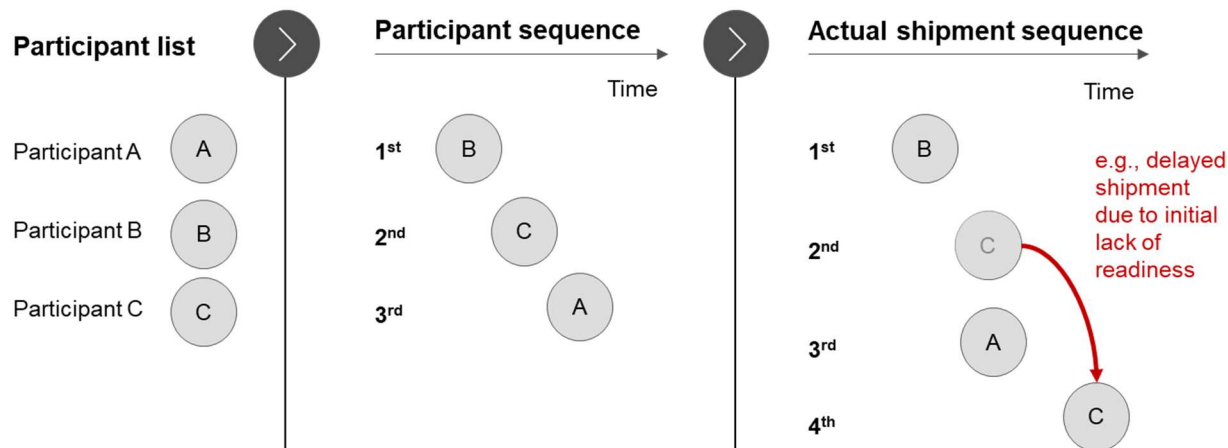 Participant list
Participant A
A
Participant B
B
Participant C
C
Participant sequence
Time
1st
B
2nd
C
3rd
A
Actual shipment sequence
Time
1st
B
2nd
C
3rd
A
4th
C
e.g., delayed
shipment
due to initial
lack of
readiness